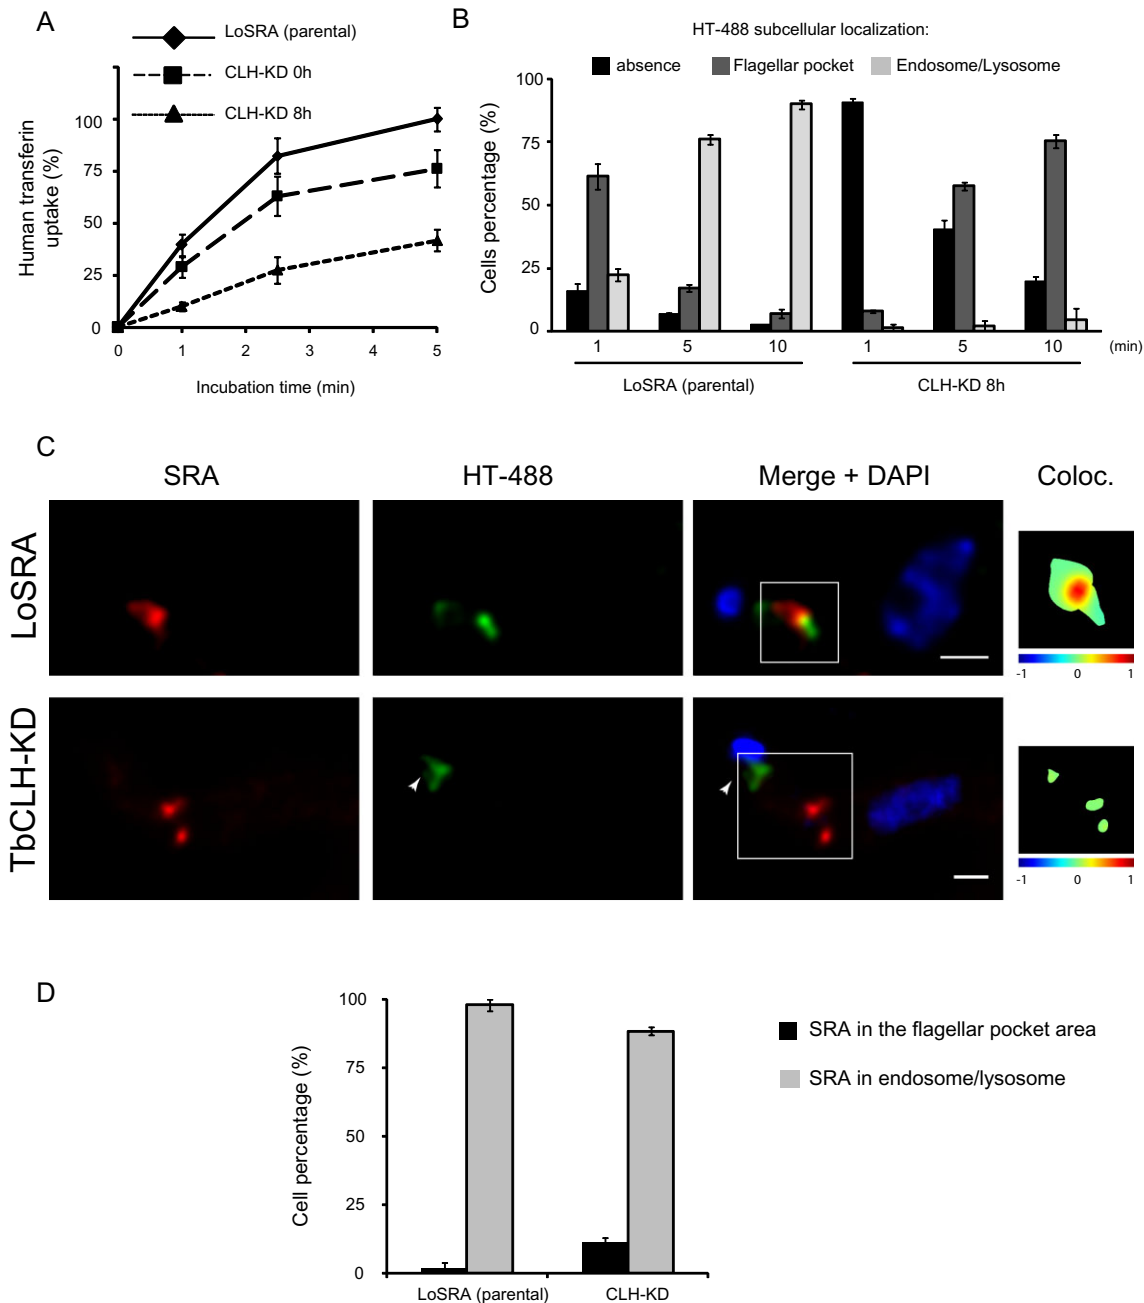 A
LoSRA (parental)
CLH-KD 0h
CLH-KD 8h
Human transferin
uptake (%)
100
75
50
25
0
0 1 2 3 4 5
Incubation time (min)
B
HT-488 subcellular localization:
absence Flagellar pocket Endosome/Lysosome
Cells percentage (%)
100
75
50
25
0
1 5 10 1 5 10 (min)
LoSRA (parental) CLH-KD 8h
C
SRA HT-488 Merge + DAPI Coloc.
LoSRA
-1 0 1
TbCLH-KD
-1 0 1
D
Cell percentage (%)
100
75
50
25
0
LoSRA (parental) CLH-KD
SRA in the flagellar pocket area
SRA in endosome/lysosome